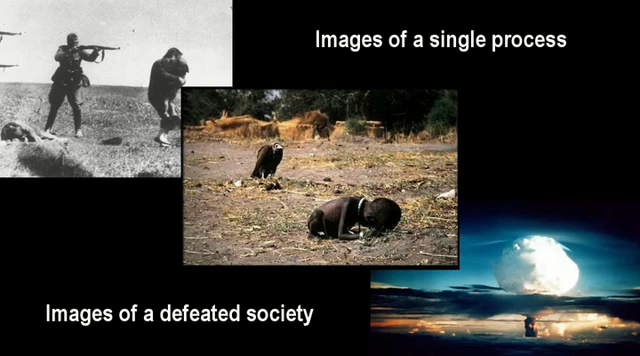 Images of a single process
Images of a defeated society